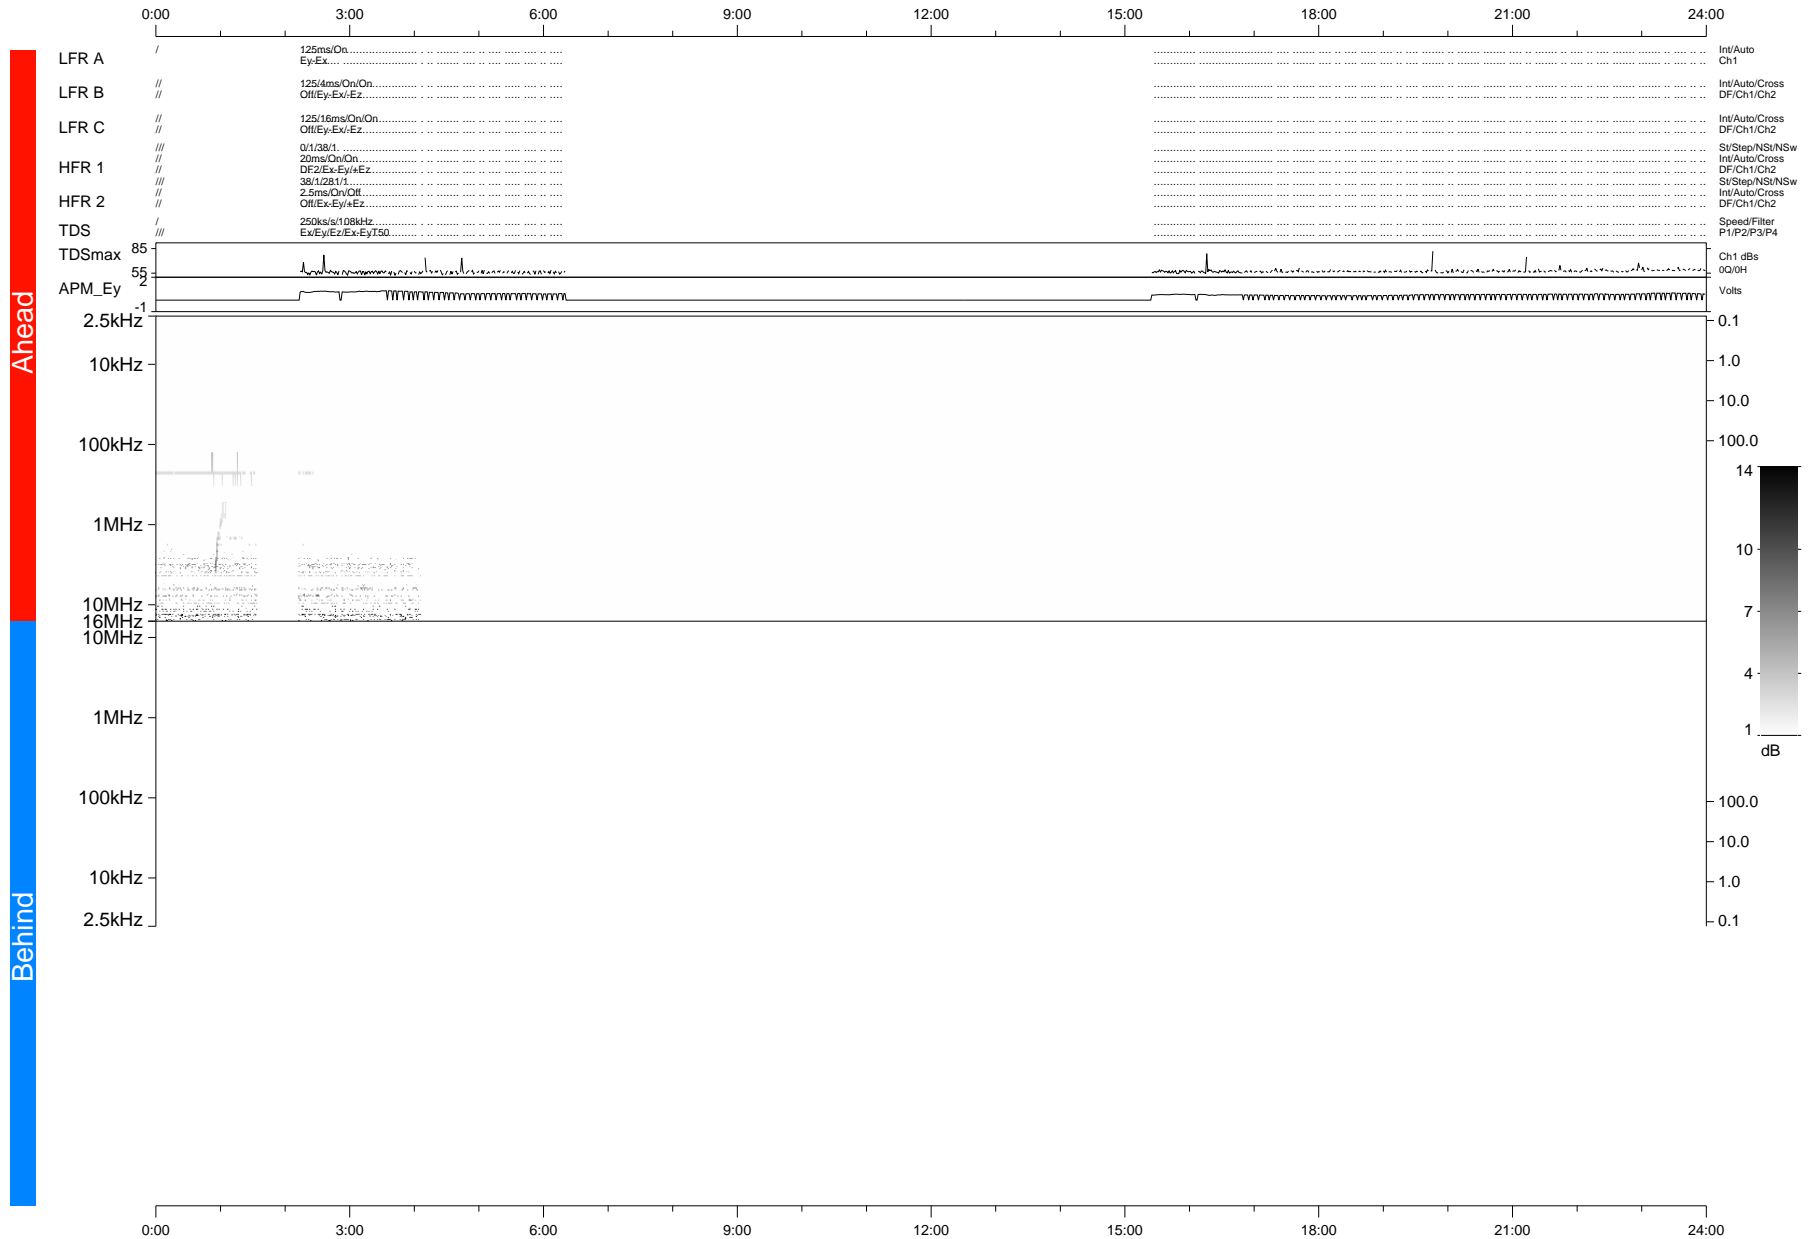 0:00 3:00 6:00 9:00 12:00 15:00 18:00 21:00 24:00
LFR A / 125ms/On Int/Auto
Ey-Ex Ch1
LFR B // 125/4ms/On/On Int/Auto/Cross
// Off/Ey-Ex/-Ez DF/Ch1/Ch2
LFR C // 125/16ms/On/On Int/Auto/Cross
// Off/Ey-Ex/-Ez DF/Ch1/Ch2
/// 0/1/38/1 St/Step/NSt/NSw
HFR 1 // 20ms/On/On Int/Auto/Cross
// DF2/Ex-Ey/+Ez DF/Ch1/Ch2
/// 38/1/281/1 St/Step/NSt/NSw
HFR 2 // 2.5ms/On/Off Int/Auto/Cross
// Off/Ex-Ey/+Ez DF/Ch1/Ch2
TDS / 250ks/s/108kHz Speed/Filter
/// Ex/Ey/Ez/Ex-EyT50 P1/P2/P3/P4
TDSmax 85 Ch1 dBs
55 0Q/0H
APM_Ey 2 Volts
-1
Ahead
2.5kHz 0.1
10kHz 1.0
10.0
100kHz 100.0
1MHz
10MHz
16MHz
14
10
7
4
1
dB
Behind
10MHz
1MHz
100kHz 100.0
10.0
10kHz 1.0
2.5kHz 0.1
0:00 3:00 6:00 9:00 12:00 15:00 18:00 21:00 24:00